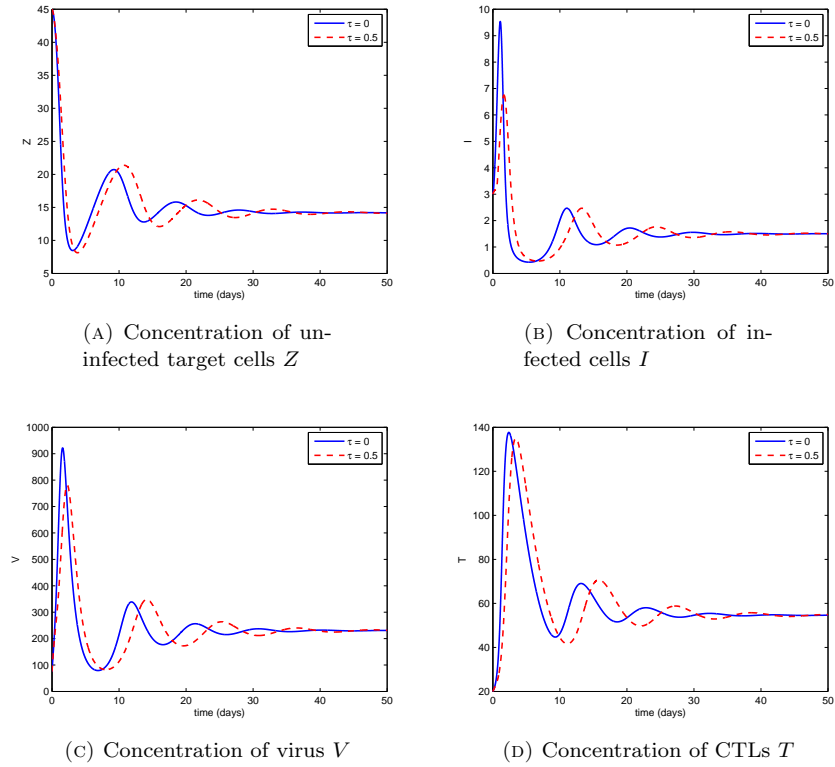 45
40
35
30
25
20
15
10
5
Z
0 10 20 30 40 50
time (days)
τ = 0
τ = 0.5
(A) Concentration of un-
infected target cells Z
10
9
8
7
6
5
4
3
2
1
0
I
0 10 20 30 40 50
time (days)
τ = 0
τ = 0.5
(B) Concentration of in-
fected cells I
1000
900
800
700
600
500
400
300
200
100
0
V
0 10 20 30 40 50
time (days)
τ = 0
τ = 0.5
(C) Concentration of virus V
140
120
100
80
60
40
20
T
0 10 20 30 40 50
time (days)
τ = 0
τ = 0.5
(D) Concentration of CTLs T